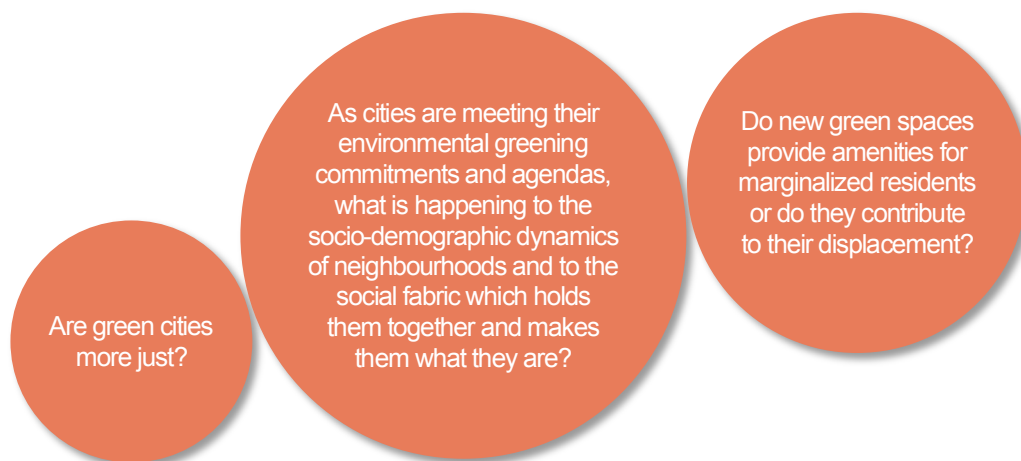 Are green cities
more just?
As cities are meeting their
environmental greening
commitments and agendas,
what is happening to the
socio-demographic dynamics
of neighbourhoods and to the
social fabric which holds
them together and makes
them what they are?
Do new green spaces
provide amenities for
marginalized residents
or do they contribute
to their displacement?